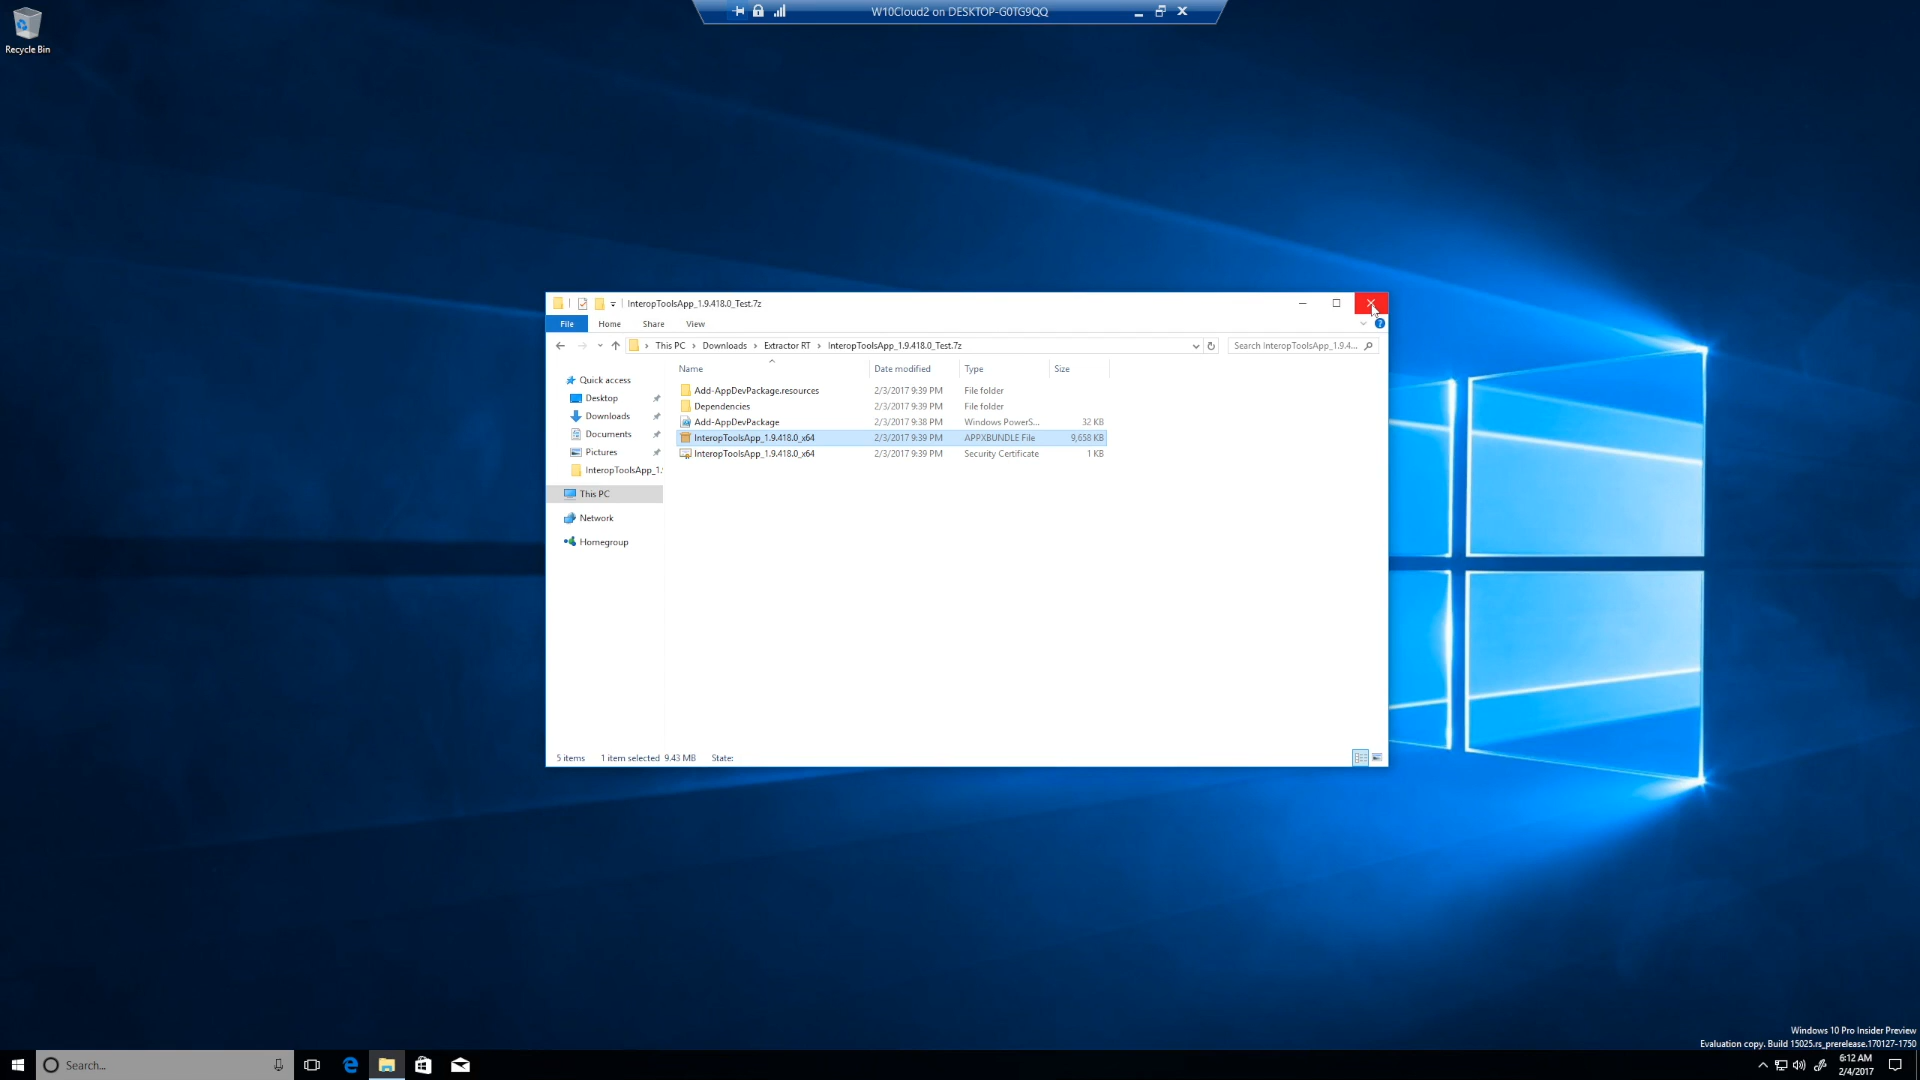 W10Cloud2 on DESKTOP-G0TG9QQ
Recycle Bin
InteropToolsApp_1.9.418.0_Test.7z
File Home Share View
This PC Downloads Extractor RT InteropToolsApp_1.9.418.0_Test.7z
Search InteropToolsApp_1.9.4...
Name Date modified Type Size
Quick access
Desktop
Downloads
Documents
Pictures
InteropToolsApp_1.
This PC
Network
Homegroup
Add-AppDevPackage.resources 2/3/2017 9:39 PM File folder
Dependencies 2/3/2017 9:39 PM File folder
Add-AppDevPackage 2/3/2017 9:38 PM Windows PowerS... 32 KB
InteropToolsApp_1.9.418.0_x64 2/3/2017 9:39 PM APPXBUNDLE File 9,658 KB
InteropToolsApp_1.9.418.0_x64 2/3/2017 9:39 PM Security Certificate 1 KB
5 items 1 item selected 9.43 MB State:
Windows 10 Pro Insider Preview
Evaluation copy. Build 15025.rs_prerelease.170127-1750
Search...
6:12 AM
2/4/2017